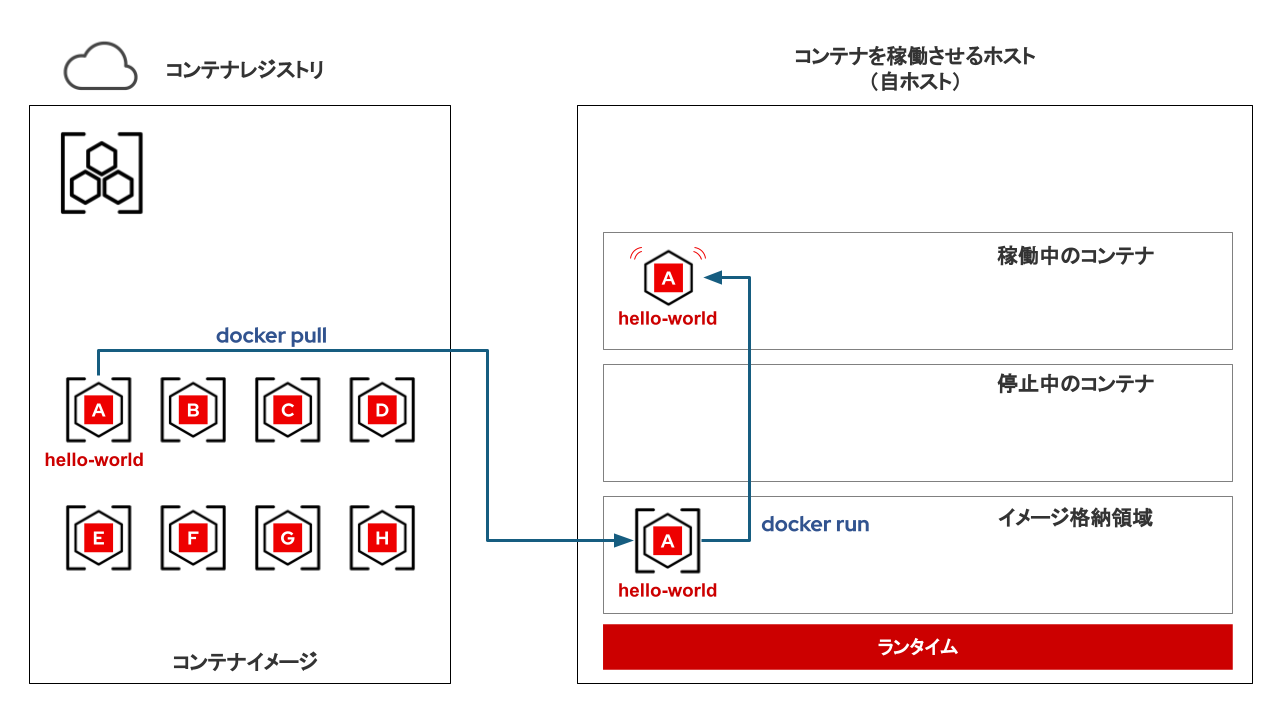 コンテナレジストリ
コンテナを稼働させるホスト
（自ホスト）
稼働中のコンテナ
A
hello-world
docker pull
停止中のコンテナ
A
B
C
D
hello-world
イメージ格納領域
docker run
A
hello-world
E
F
G
H
コンテナイメージ
ランタイム